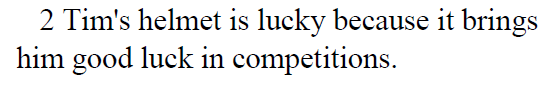 2 Tim's helmet is lucky because it brings
him good luck in competitions.